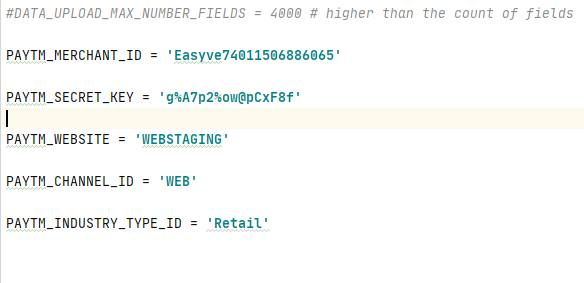 #DATA_UPLOAD_MAX_NUMBER_FIELDS = 4000 # higher than the count of fields
PAYTM_MERCHANT_ID = 'Easyve74011506886065'
PAYTM_SECRET_KEY = 'g%A7p2%ow@pCxF8f'
PAYTM_WEBSITE = 'WEBSTAGING'
PAYTM_CHANNEL_ID = 'WEB'
PAYTM_INDUSTRY_TYPE_ID = 'Retail'